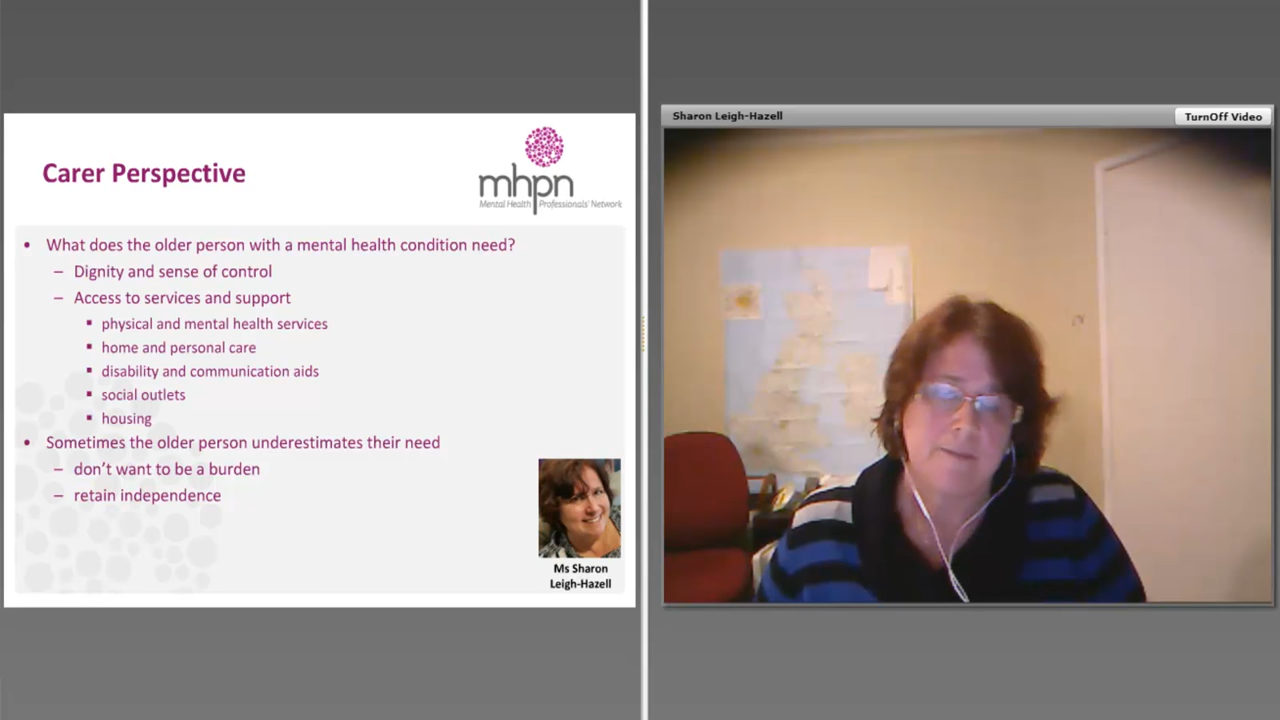 Carer Perspective
mhpn
Mental Health Professionals' Network
• What does the older person with a mental health condition need?
– Dignity and sense of control
– Access to services and support
▪ physical and mental health services
▪ home and personal care
▪ disability and communication aids
▪ social outlets
▪ housing
• Sometimes the older person underestimates their need
– don't want to be a burden
– retain independence
Ms Sharon
Leigh-Hazell
Sharon Leigh-Hazell
TurnOff Video